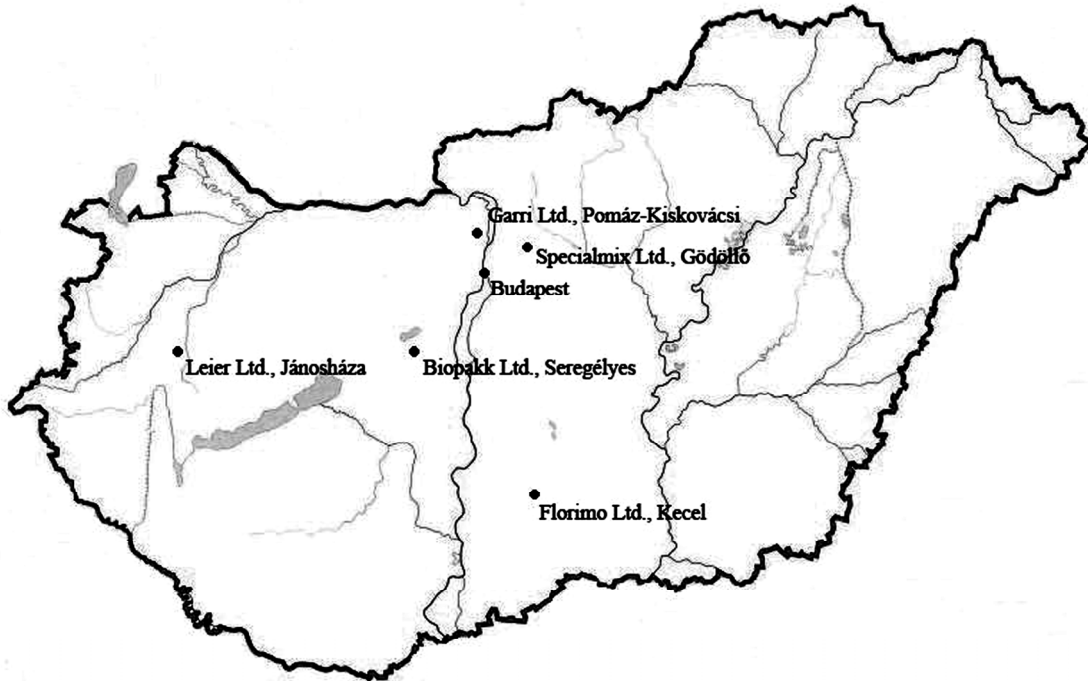 Garri Ltd., Pomáz-Kiskovácsi
Specialmix Ltd., Gödöllő
Budapest
Leier Ltd., Jánosháza
Biopakk Ltd., Seregélyes
Florimo Ltd., Kecel